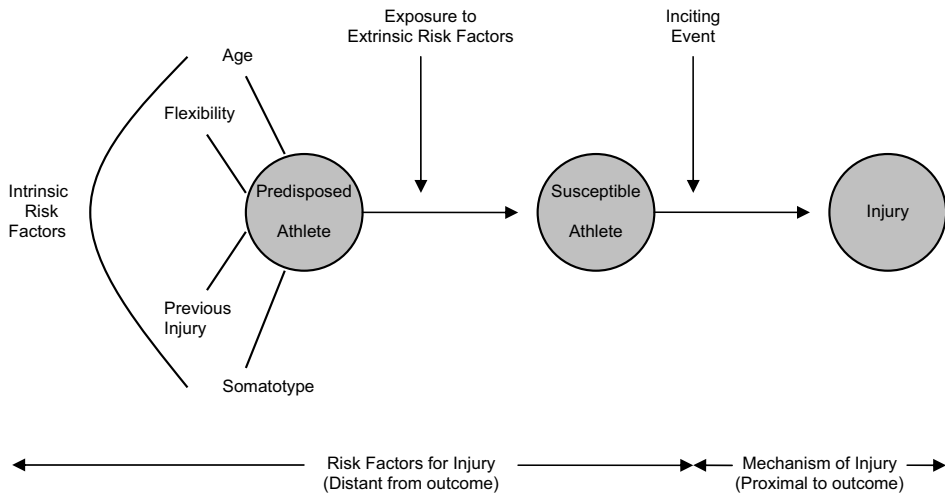 Exposure to
Extrinsic Risk Factors
Inciting
Event
Age
Flexibility
Intrinsic
Risk
Factors
Predisposed
Athlete
Susceptible
Athlete
Injury
Previous
Injury
Somatotype
Risk Factors for Injury
(Distant from outcome)
Mechanism of Injury
(Proximal to outcome)